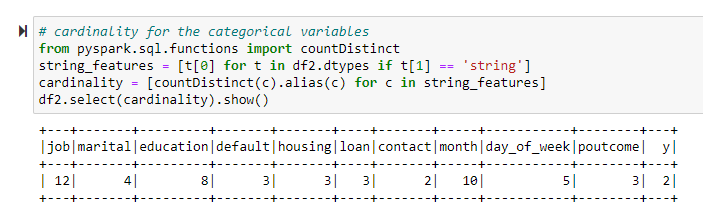 # cardinality for the categorical variables
from pyspark.sql.functions import countDistinct
string_features = [t[0] for t in df2.dtypes if t[1] == 'string']
cardinality = [countDistinct(c).alias(c) for c in string_features]
df2.select(cardinality).show()
+---+-------+---------+-------+-------+----+-------+-----+-----------+--------+---+
|job|marital|education|default|housing|loan|contact|month|day_of_week|poutcome|  y|
+---+-------+---------+-------+-------+----+-------+-----+-----------+--------+---+
| 12|      4|        8|      3|      3|   3|      2|   10|          5|       3|  2|
+---+-------+---------+-------+-------+----+-------+-----+-----------+--------+---+